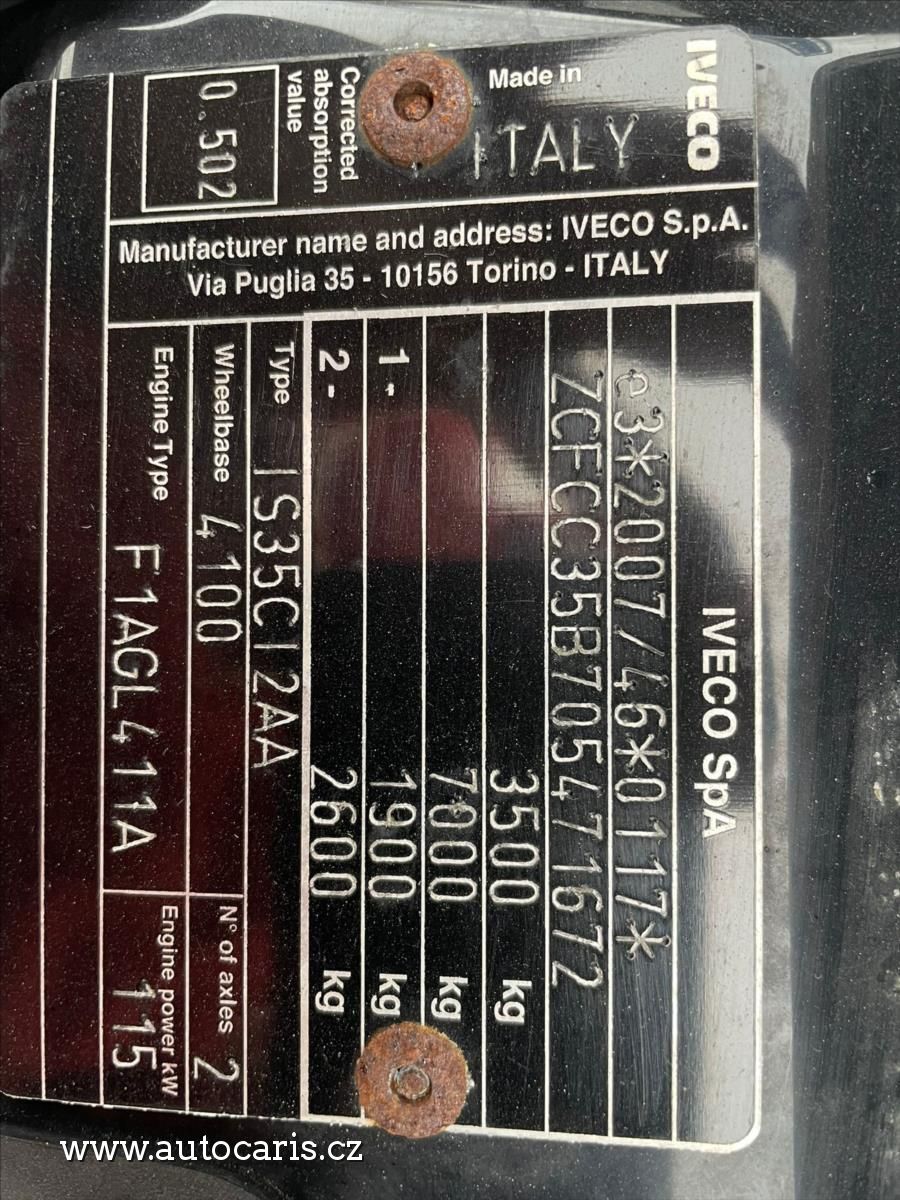 IVECO SpA
e3*2007/46*0117*
ZCFCC35B705471672
3500 kg
7000 kg
1 - 1900 kg
2 - 2600 kg
Type IS35CI2AA
Wheelbase 4100
N° of axles 2
Engine Type F1AGL411A
Engine power kW 115
Manufacturer name and address: IVECO S.p.A.
Via Puglia 35 - 10156 Torino - ITALY
IVECO
Made in
ITALY
Corrected
absorption
value
0.502
www.autocaris.cz